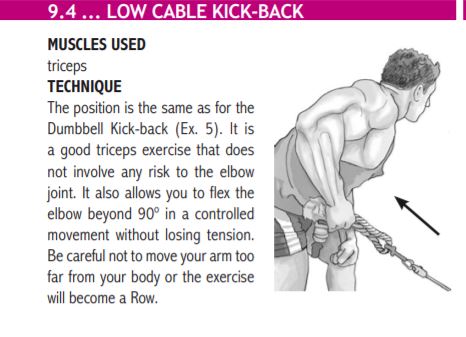 9.4 ... LOW CABLE KICK-BACK
MUSCLES USED
triceps
TECHNIQUE
The position is the same as for the
Dumbbell Kick-back (Ex. 5). It is
a good triceps exercise that does
not involve any risk to the elbow
joint. It also allows you to flex the
elbow beyond 90º in a controlled
movement without losing tension.
Be careful not to move your arm too
far from your body or the exercise
will become a Row.